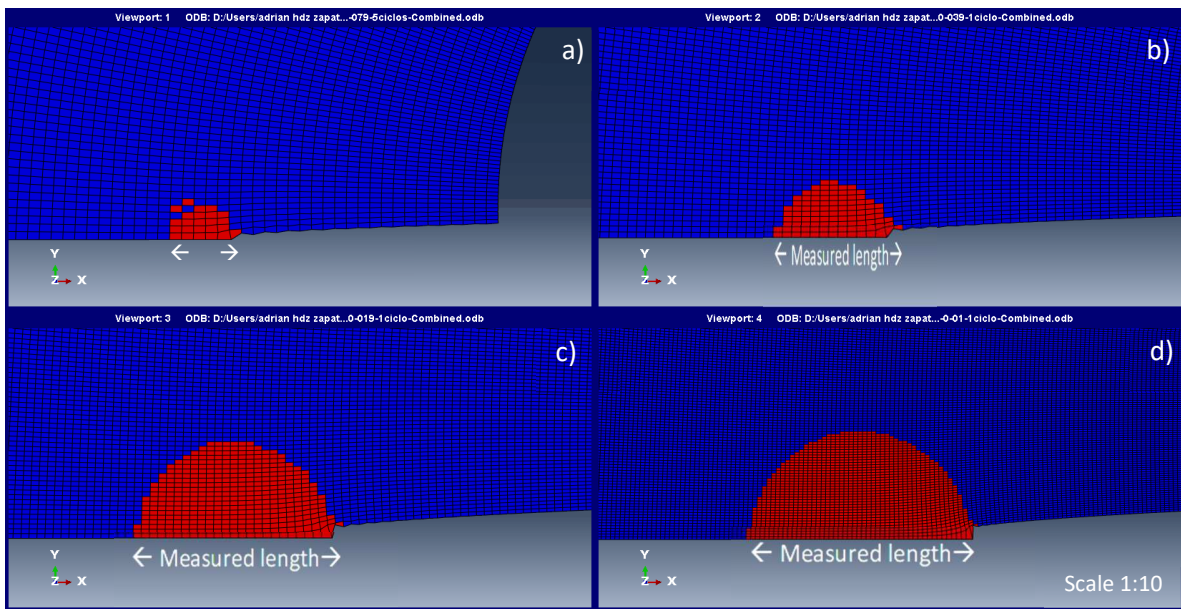 Viewport: 1 ODB: D:/Users/adrian hdz zapat...-079-5ciclos-Combined.odb
a)
← →
Y
Z X
Viewport: 2 ODB: D:/Users/adrian hdz zapat...0-039-1ciclo-Combined.odb
b)
← Measured length →
Y
Z X
Viewport: 3 ODB: D:/Users/adrian hdz zapat...0-019-1ciclo-Combined.odb
c)
← Measured length →
Y
Z X
Viewport: 4 ODB: D:/Users/adrian hdz zapat...-0-01-1ciclo-Combined.odb
d)
← Measured length →
Y
Z X
Scale 1:10